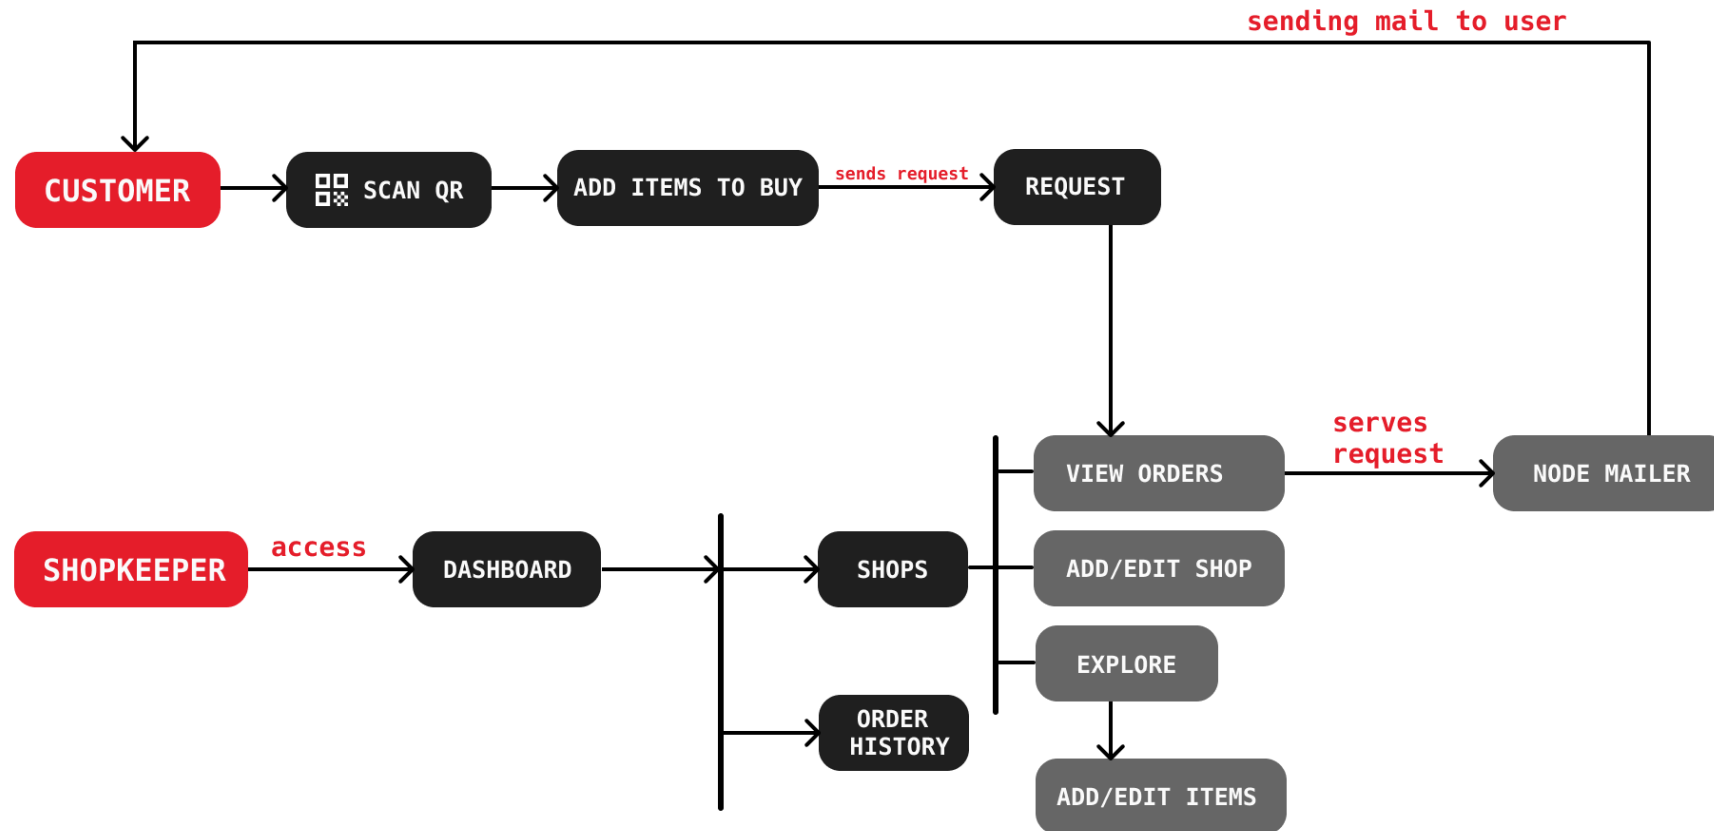 sending mail to user
CUSTOMER
SCAN QR
ADD ITEMS TO BUY
sends request
REQUEST
serves
request
VIEW ORDERS
NODE MAILER
SHOPKEEPER
access
DASHBOARD
SHOPS
ADD/EDIT SHOP
EXPLORE
ORDER
HISTORY
ADD/EDIT ITEMS